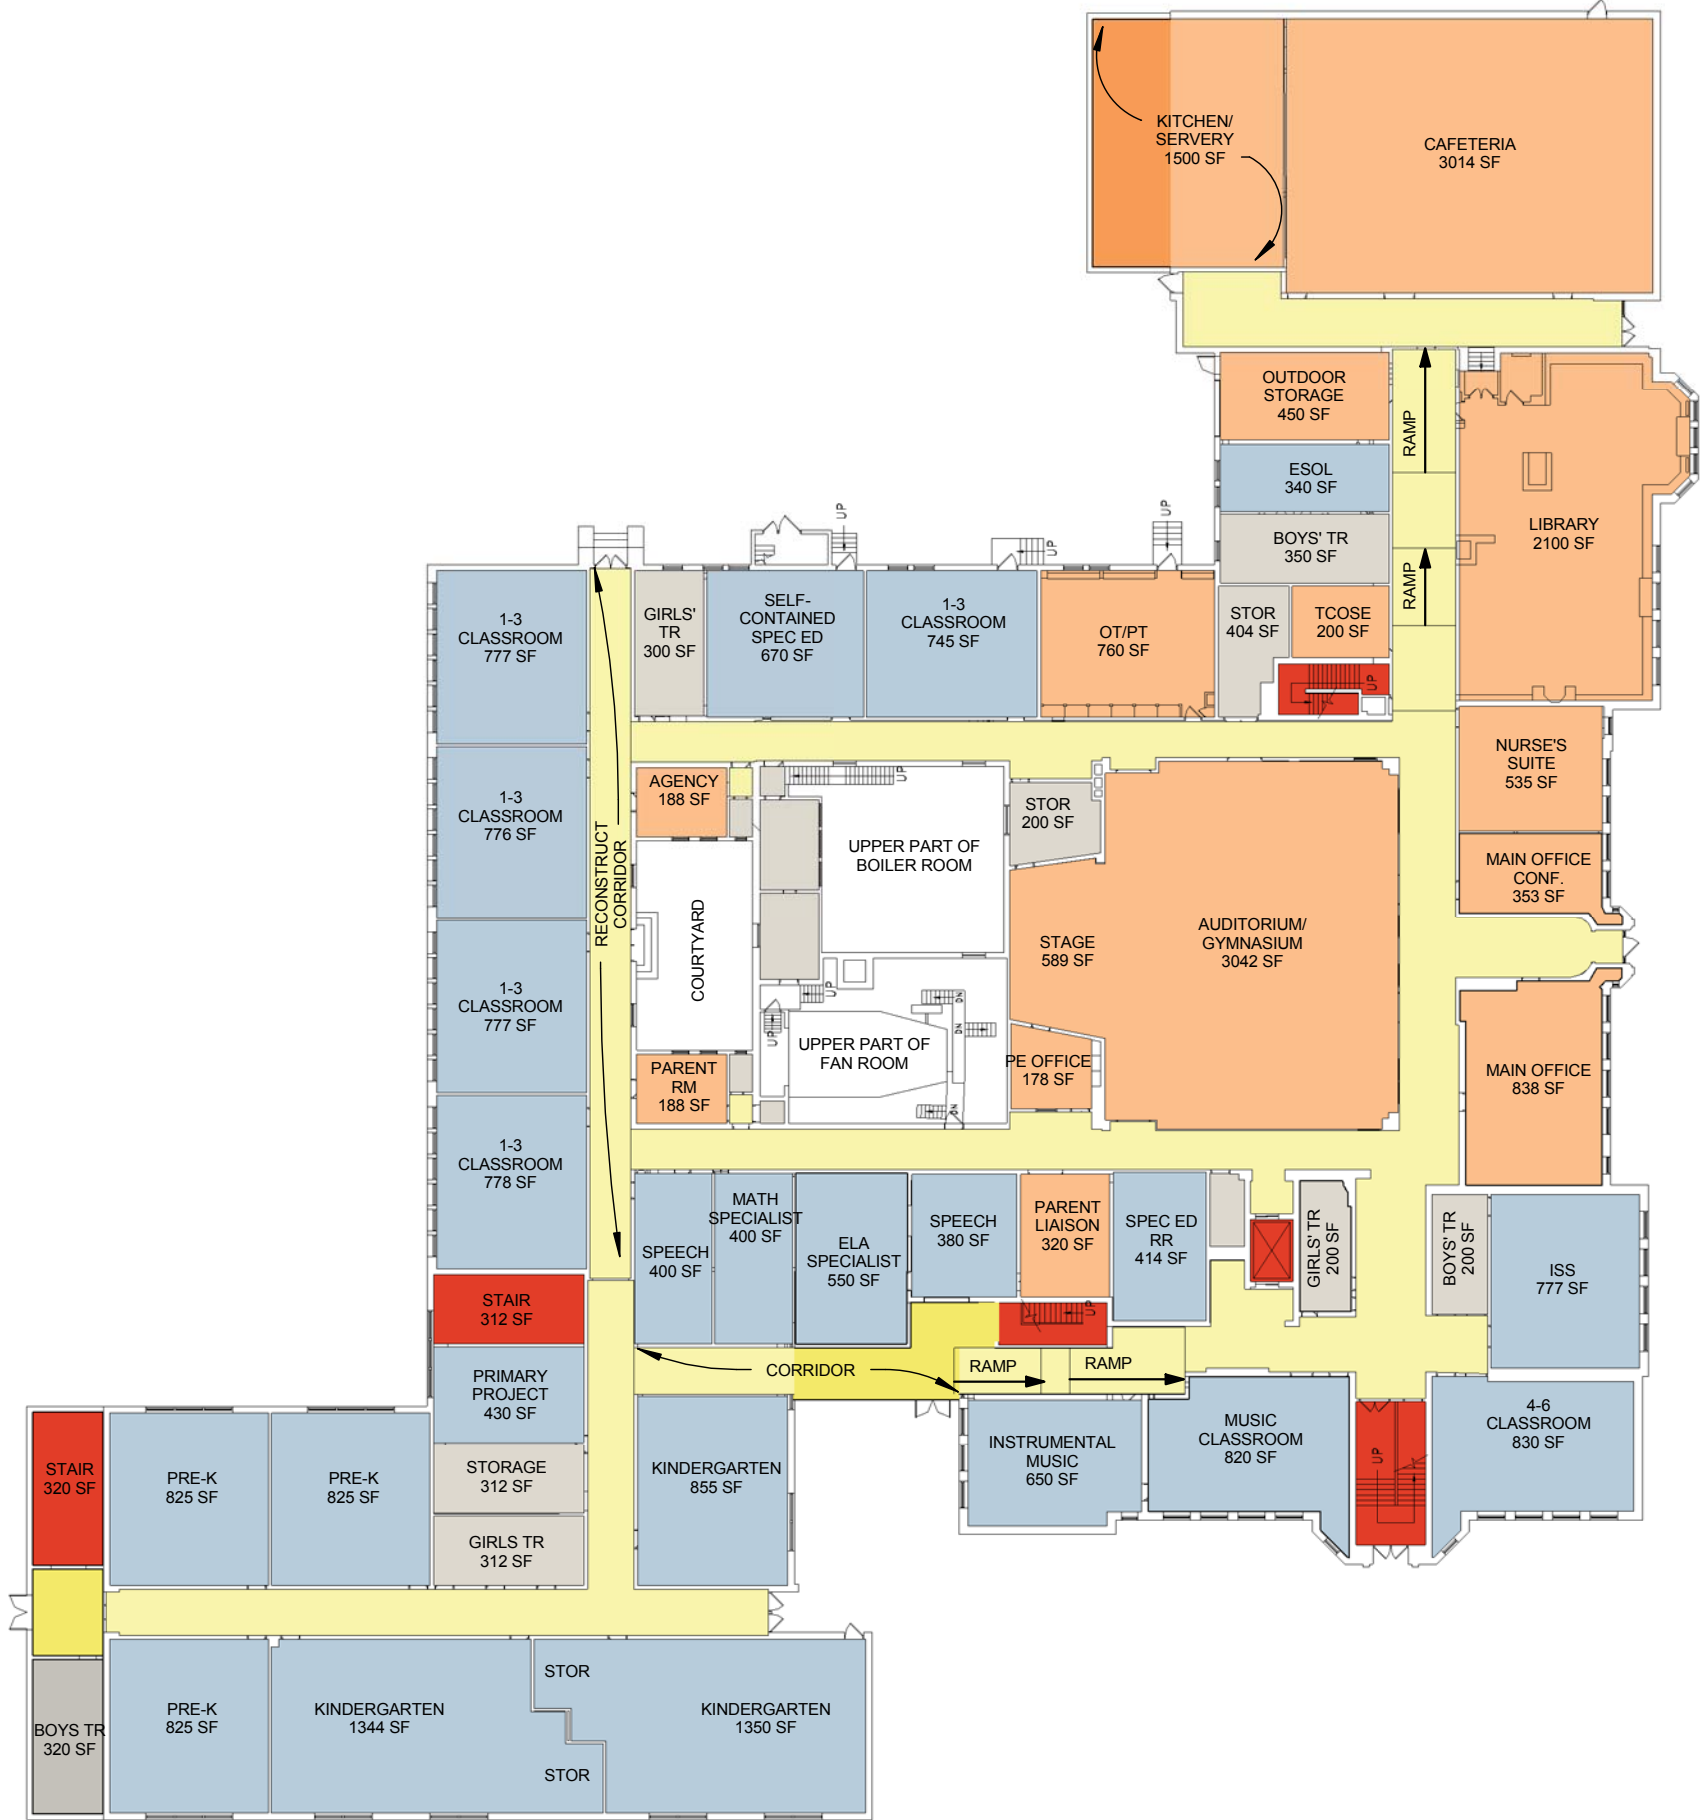 KITCHEN/
SERVERY
1500 SF
CAFETERIA
3014 SF
OUTDOOR
STORAGE
450 SF
RAMP
ESOL
340 SF
LIBRARY
2100 SF
BOYS' TR
350 SF
RAMP
UP
UP
UP
1-3
CLASSROOM
777 SF
GIRLS'
TR
300 SF
SELF-
CONTAINED
SPEC ED
670 SF
1-3
CLASSROOM
745 SF
OT/PT
760 SF
STOR
404 SF
TCOSE
200 SF
UP
NURSE'S
SUITE
535 SF
1-3
CLASSROOM
776 SF
RECONSTRUCT
CORRIDOR
AGENCY
188 SF
UP
UPPER PART OF
BOILER ROOM
STOR
200 SF
MAIN OFFICE
CONF.
353 SF
COURTYARD
STAGE
589 SF
AUDITORIUM/
GYMNASIUM
3042 SF
1-3
CLASSROOM
777 SF
UP
UP
DN
DN
DN
UPPER PART OF
FAN ROOM
PARENT
RM
188 SF
PE OFFICE
178 SF
MAIN OFFICE
838 SF
1-3
CLASSROOM
778 SF
SPEECH
400 SF
MATH
SPECIALIST
400 SF
ELA
SPECIALIST
550 SF
SPEECH
380 SF
PARENT
LIAISON
320 SF
SPEC ED
RR
414 SF
GIRLS' TR
200 SF
BOYS' TR
200 SF
ISS
777 SF
STAIR
312 SF
UP
CORRIDOR
RAMP
RAMP
PRIMARY
PROJECT
430 SF
INSTRUMENTAL
MUSIC
650 SF
MUSIC
CLASSROOM
820 SF
UP
4-6
CLASSROOM
830 SF
STAIR
320 SF
PRE-K
825 SF
PRE-K
825 SF
STORAGE
312 SF
KINDERGARTEN
855 SF
GIRLS TR
312 SF
BOYS TR
320 SF
PRE-K
825 SF
KINDERGARTEN
1344 SF
STOR
STOR
KINDERGARTEN
1350 SF